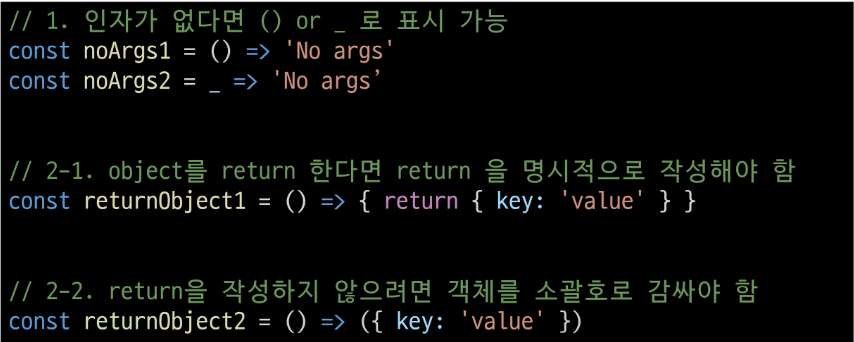 // 1. 인자가 없다면 () or _ 로 표시 가능
const noArgs1 = () => 'No args'
const noArgs2 = _ => 'No args’
// 2-1. object를 return 한다면 return 을 명시적으로 작성해야 함
const returnObject1 = () => { return { key: 'value' } }
// 2-2. return을 작성하지 않으려면 객체를 소괄호로 감싸야 함
const returnObject2 = () => ({ key: 'value' })